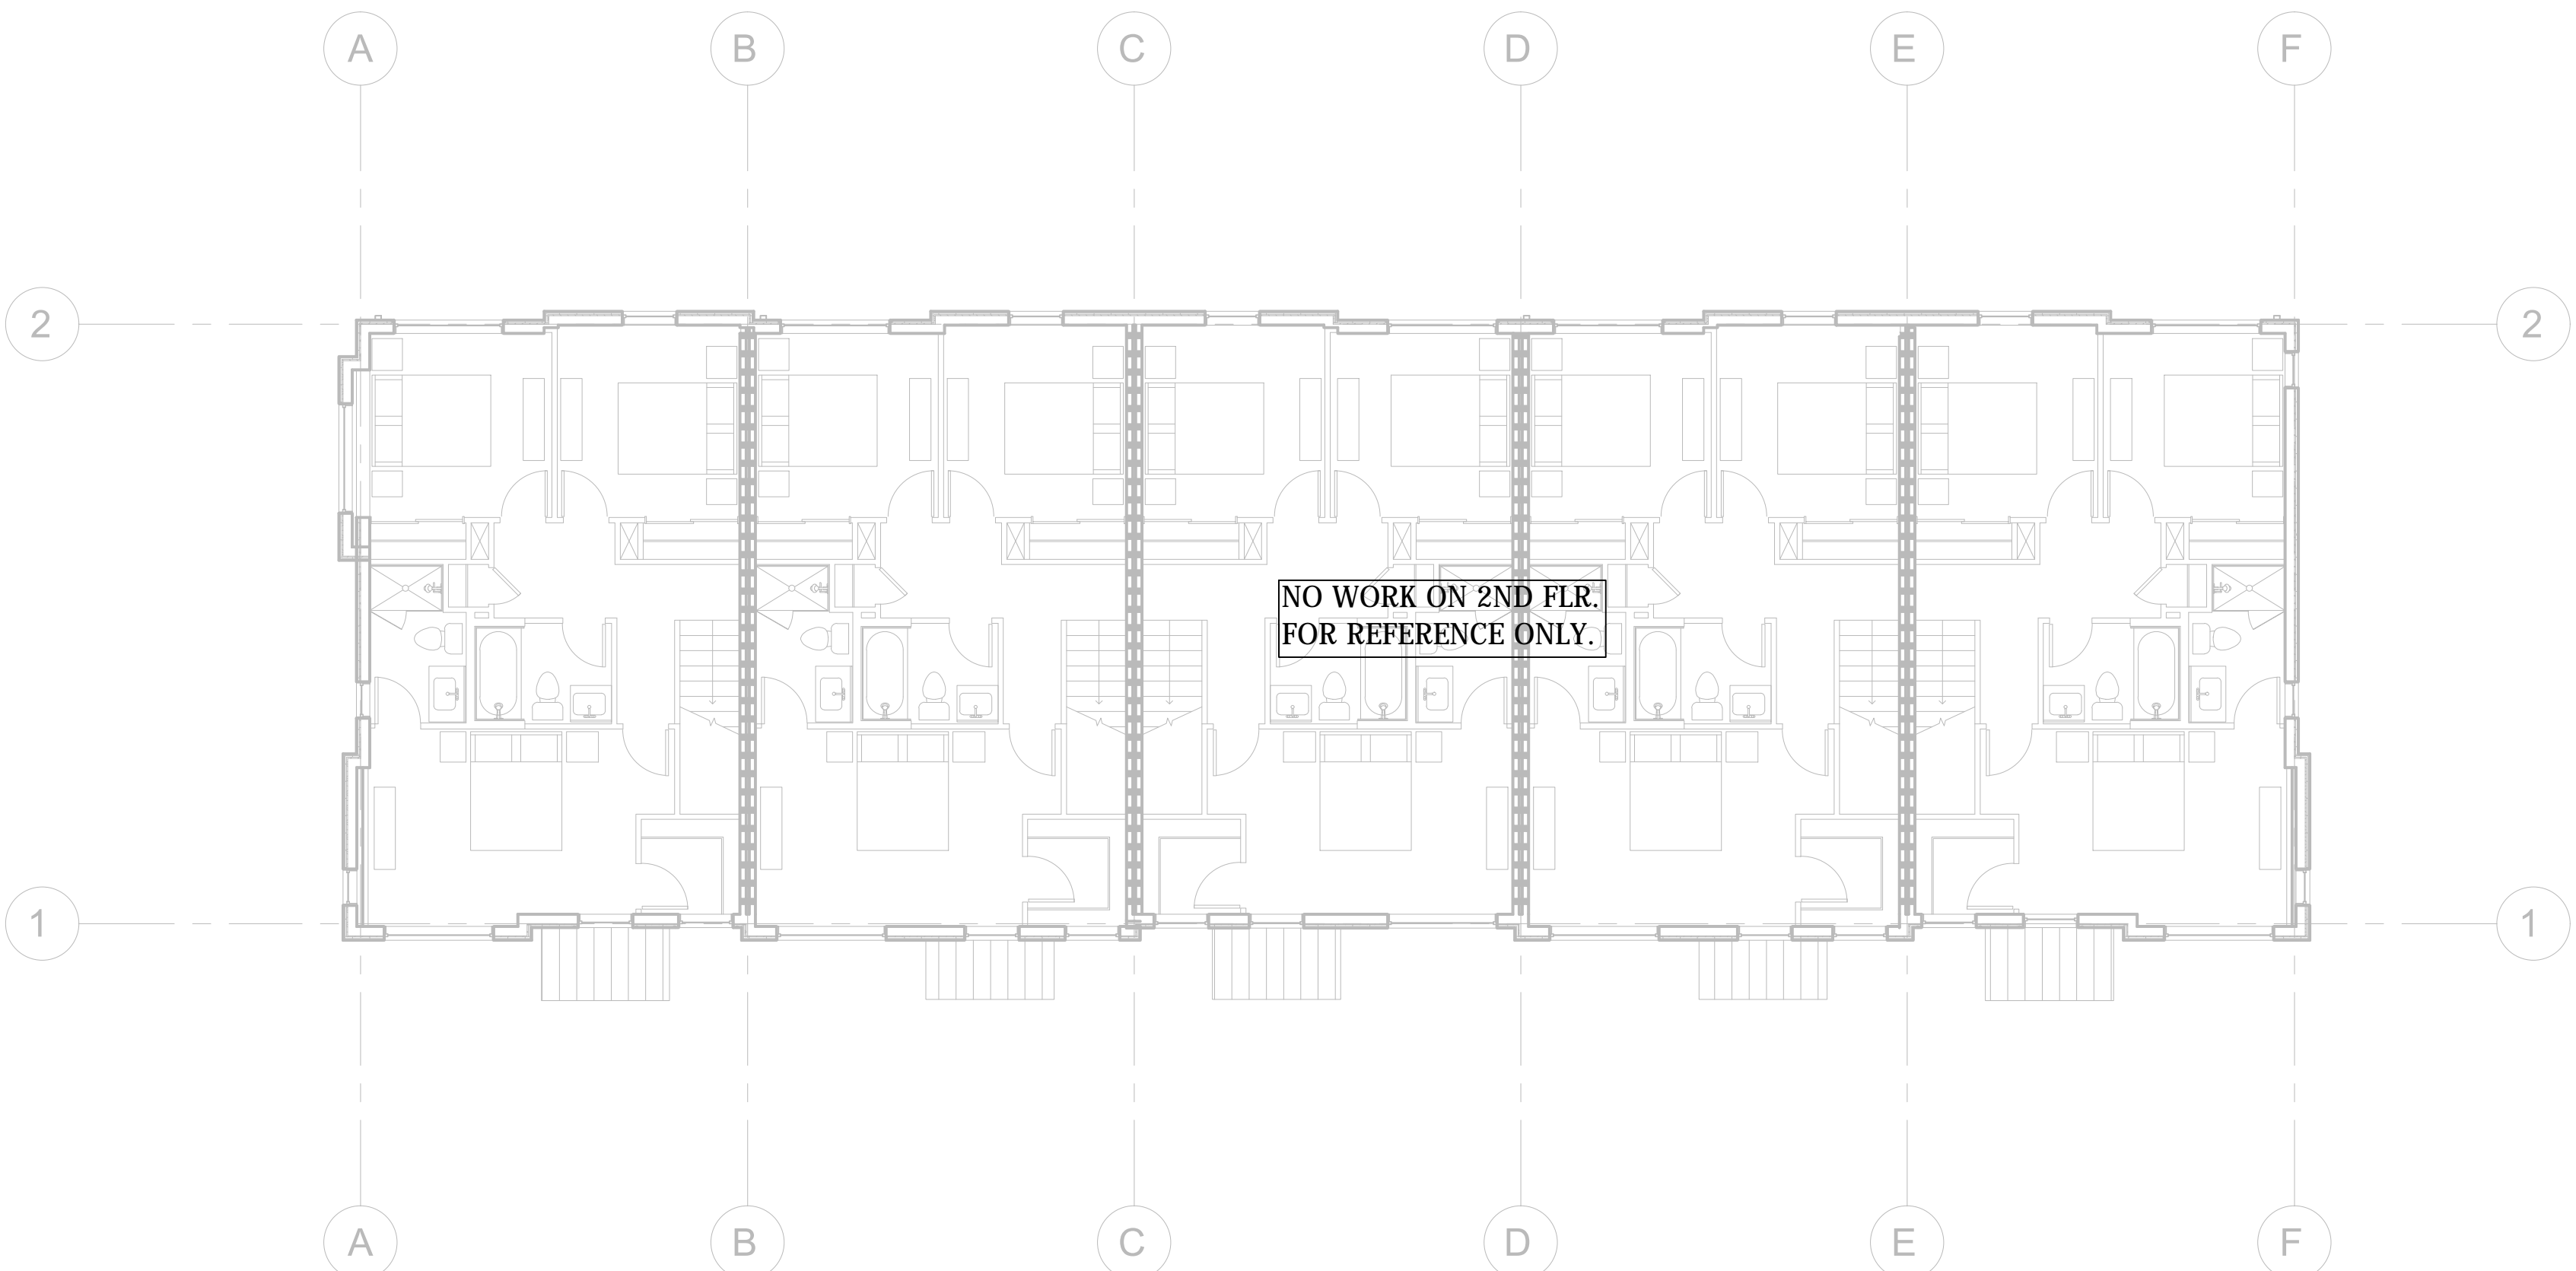 A B C D E F
2 2
NO WORK ON 2ND FLR.
FOR REFERENCE ONLY.
1 1
A B C D E F